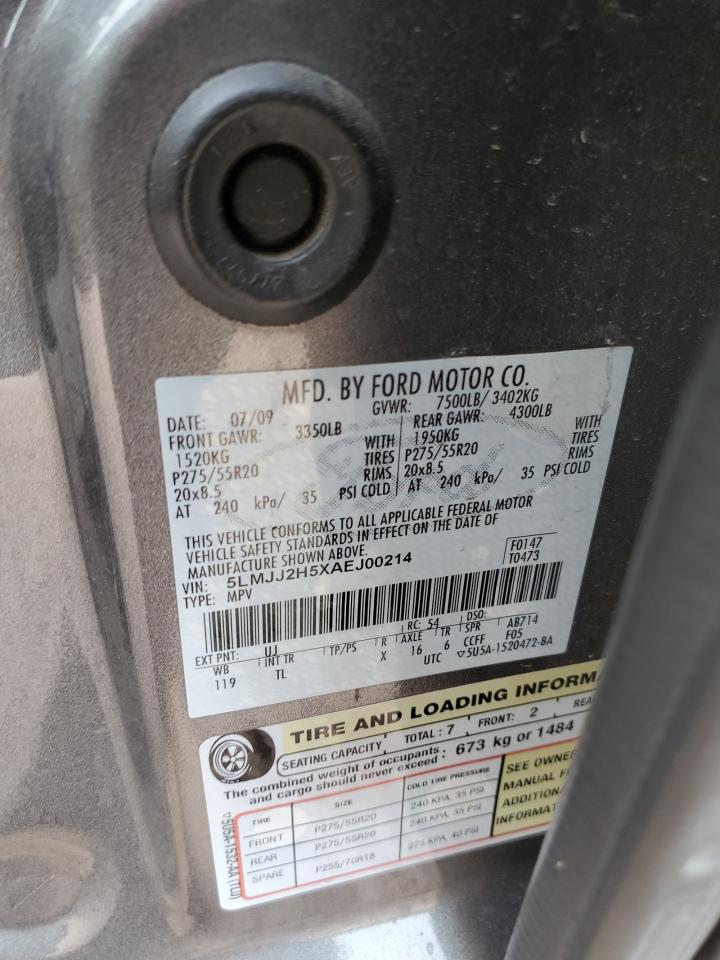 MFD. BY FORD MOTOR CO.
DATE: 07/09 GVWR: 7500LB/ 3402KG
FRONT GAWR: 3350LB REAR GAWR: 4300LB
1520KG WITH 1950KG WITH
P275/55R20 TIRES P275/55R20 TIRES
20x8.5 RIMS 20x8.5 RIMS
AT 240 kPa/ 35 PSI COLD AT 240 kPa/ 35 PSI COLD
THIS VEHICLE CONFORMS TO ALL APPLICABLE FEDERAL MOTOR
VEHICLE SAFETY STANDARDS IN EFFECT ON THE DATE OF
MANUFACTURE SHOWN ABOVE.
VIN: 5LMJJ2H5XAEJ00214 F0147
TYPE: MPV T0473
EXT PNT: UJ RC: 54 DSO:
WB INT TR TP/PS R AXLE TR SPR AB714
119 TL X 16 6 CCFF F05
UTC ▽5U5A-1520472-BA
TIRE AND LOADING INFORMA
SEATING CAPACITY TOTAL: 7 FRONT: 2 REA
The combined weight of occupants and cargo should never exceed: 673 kg or 1484
TIRE SIZE COLD TIRE PRESSURE
FRONT P275/55R20 240 KPA, 35 PSI
REAR P275/55R20 240 KPA, 35 PSI
SPARE P255/70R18 275 KPA, 40 PSI
SEE OWNER
MANUAL F
ADDITION
INFORMAT
▽5U5A-1532-AA (TLU)